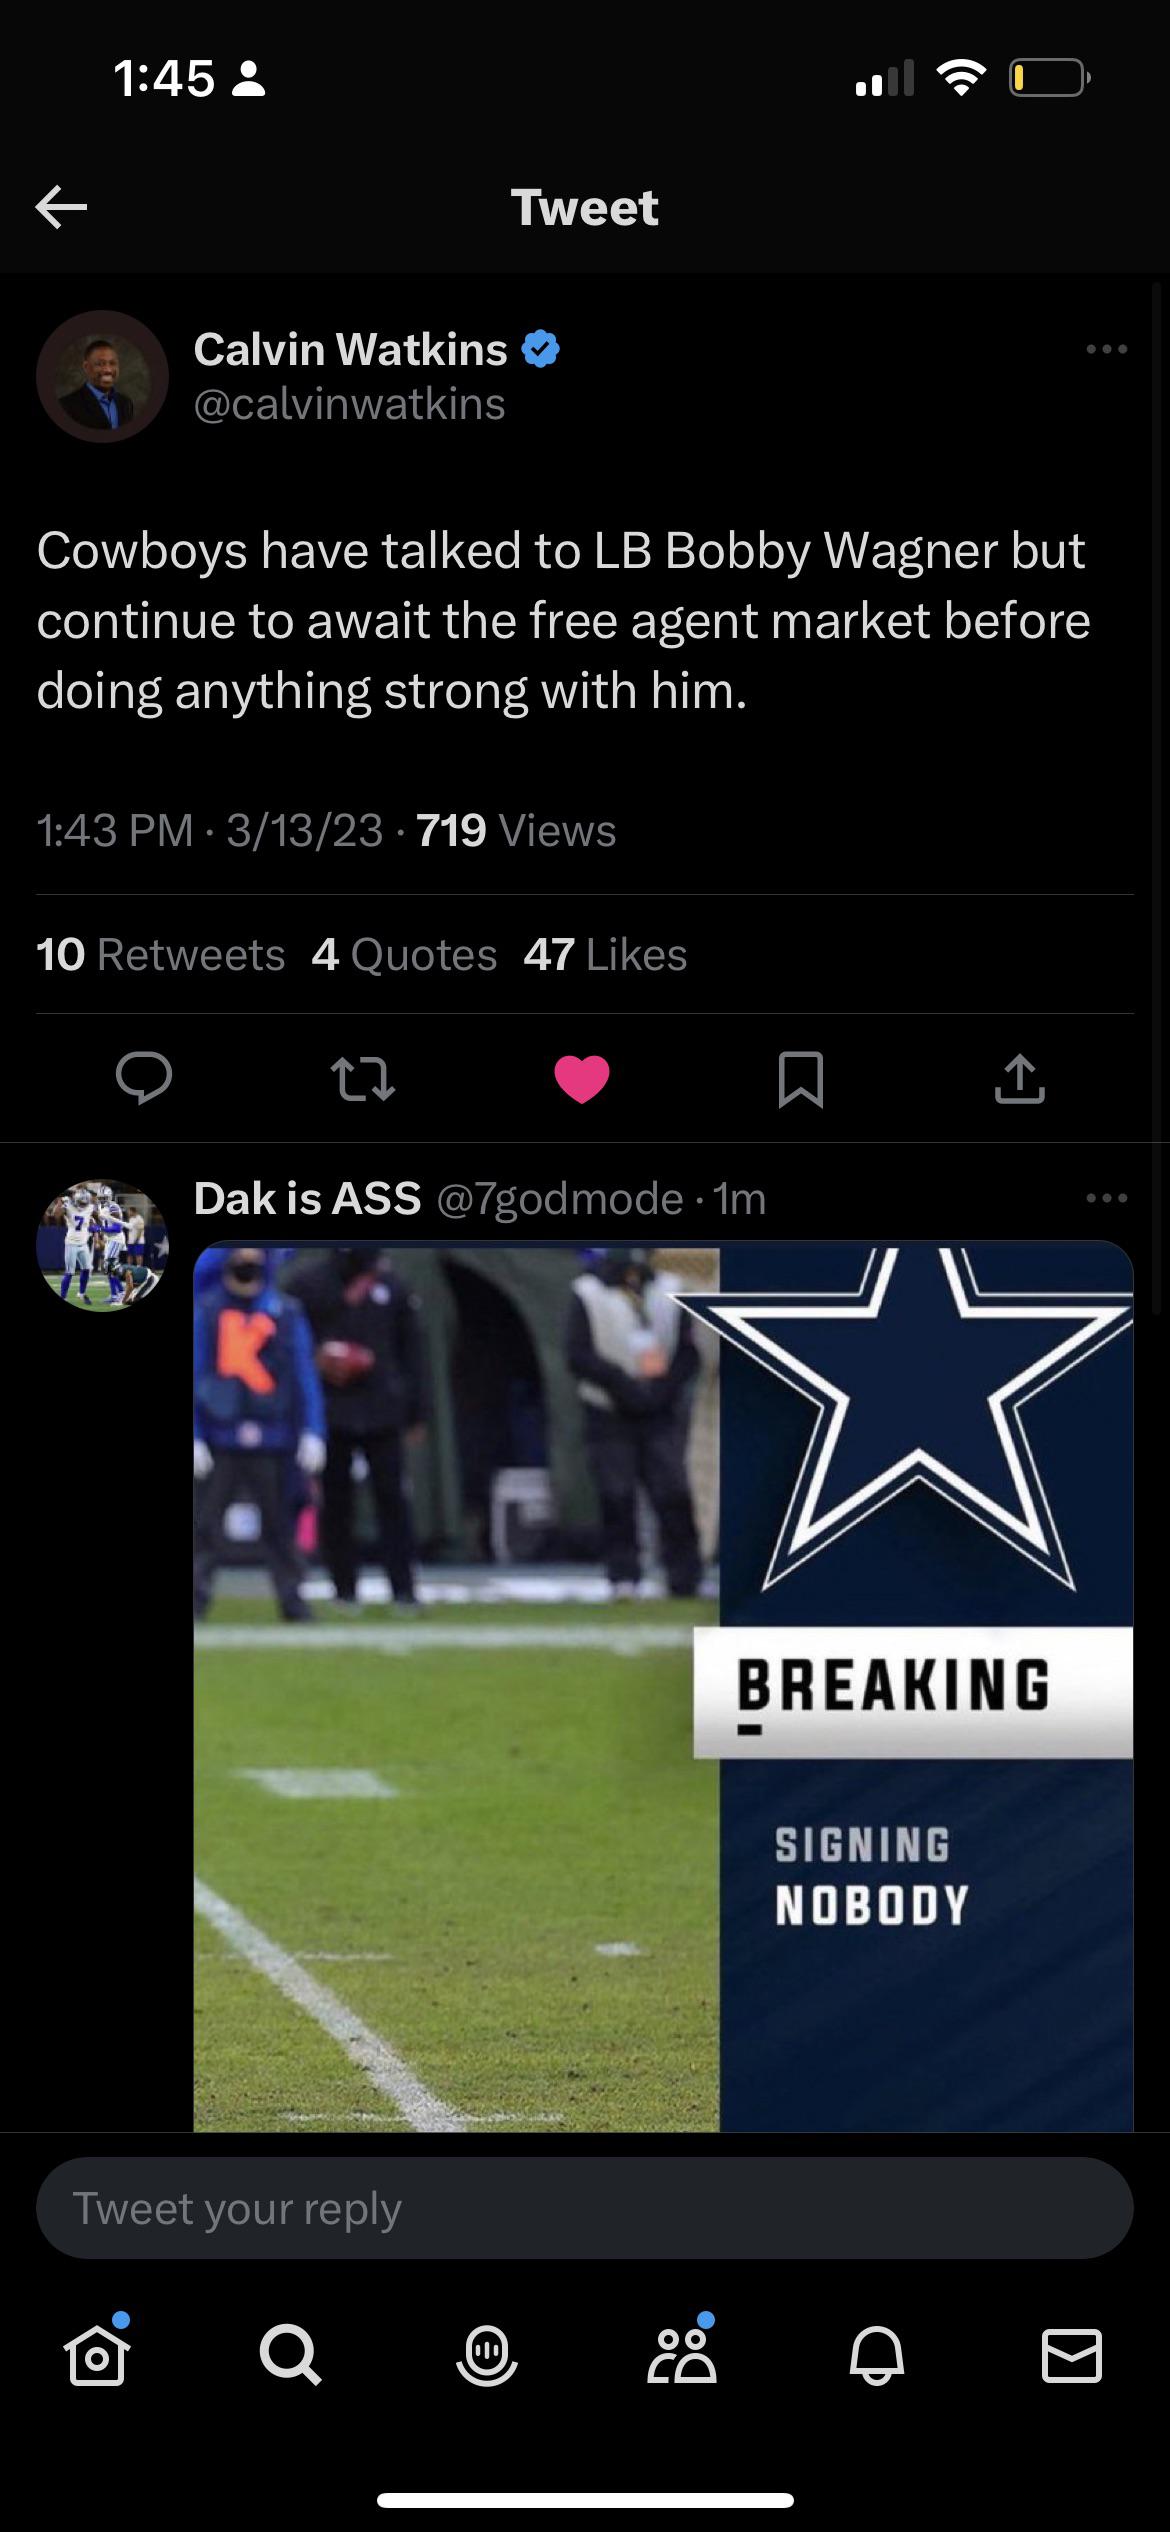 1:45
Tweet
Calvin Watkins
@calvinwatkins
Cowboys have talked to LB Bobby Wagner but
continue to await the free agent market before
doing anything strong with him.
1:43 PM · 3/13/23 · 719 Views
10 Retweets 4 Quotes 47 Likes
Dak is ASS @7godmode · 1m
K
7
BREAKING
SIGNING
NOBODY
Tweet your reply